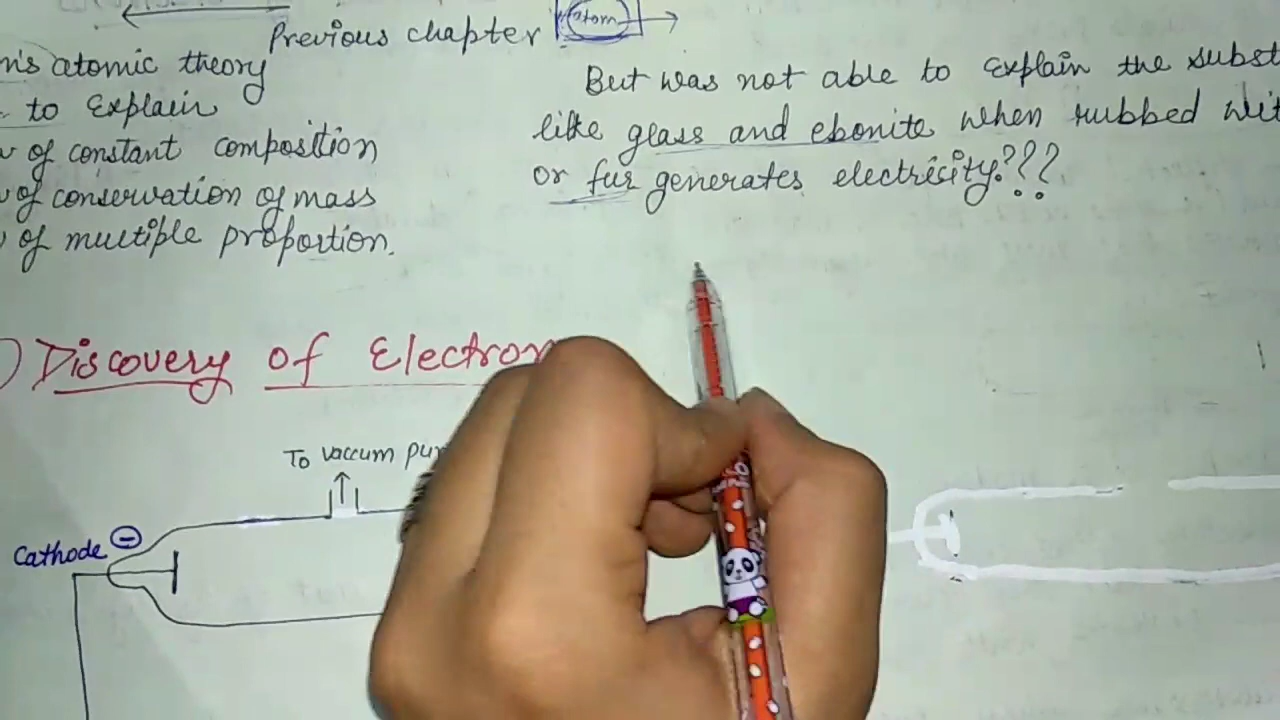 Previous chapter
atom
n's atomic theory
to Explain
of constant composition
of conservation of mass
of multiple proportion.
But was not able to explain the subst
like glass and ebonite when rubbed wit
or fur generates electricity???
Discovery of Electron
To vaccum pum
Cathode ⊖